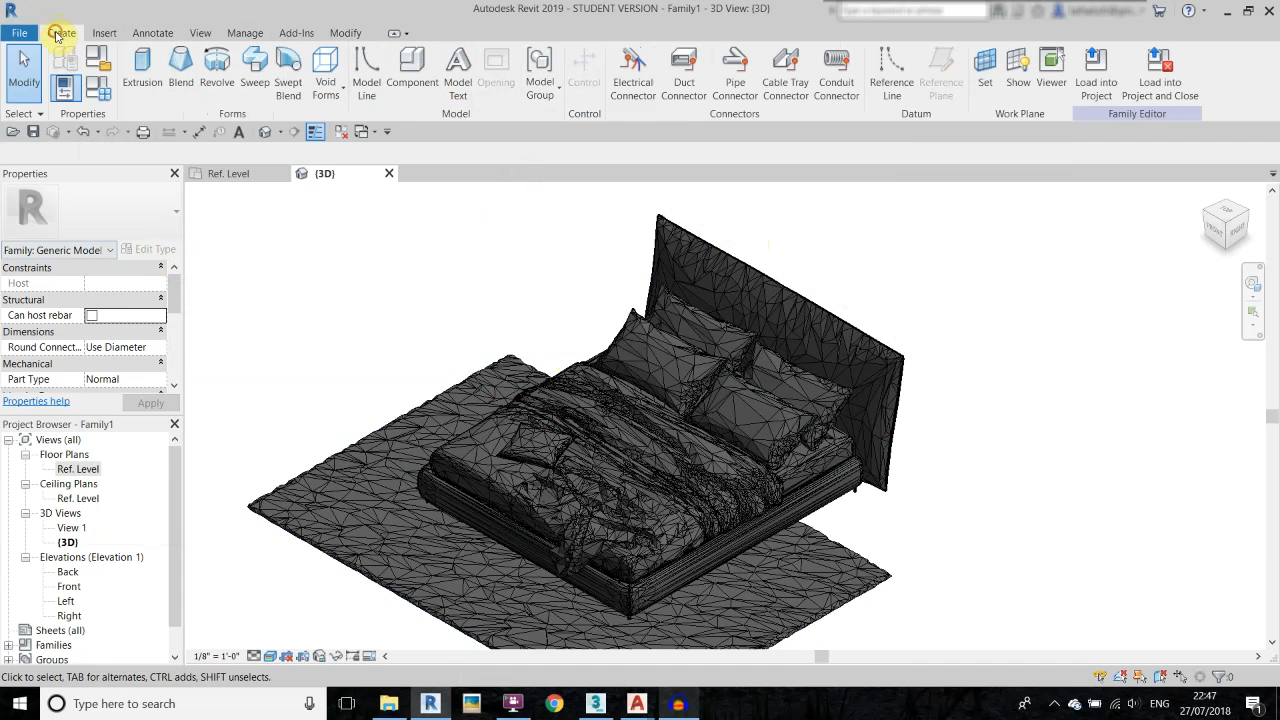 Autodesk Revit 2019 - STUDENT VERSION - Family1 - 3D View: {3D}
File Create Insert Annotate View Manage Add-Ins Modify
Modify Extrusion Blend Revolve Sweep Swept Blend Void Forms Model Line Component Model Text Opening Model Group Control Electrical Connector Duct Connector Pipe Connector Cable Tray Connector Conduit Connector Reference Line Reference Plane Set Show Viewer Load into Project Load into Project and Close
Select Properties Forms Model Control Connectors Datum Work Plane Family Editor
Properties
Ref. Level {3D}
R
Family: Generic Model Edit Type
Constraints
Host
Structural
Can host rebar
Dimensions
Round Connect... Use Diameter
Mechanical
Part Type Normal
Properties help Apply
Project Browser - Family1
Views (all)
Floor Plans
Ref. Level
Ceiling Plans
Ref. Level
3D Views
View 1
{3D}
Elevations (Elevation 1)
Back
Front
Left
Right
Sheets (all)
Families
Groups
TOP
FRONT RIGHT
1/8" = 1'-0"
Click to select, TAB for alternates, CTRL adds, SHIFT unselects.
:0
Type here to search
ENG
22:47
27/07/2018
1